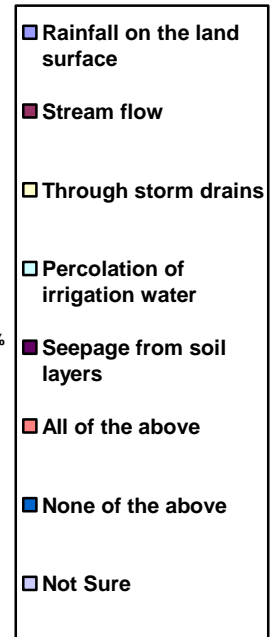 Rainfall on the land
surface
Stream flow
Through storm drains
Percolation of
irrigation water
%
Seepage from soil
layers
All of the above
None of the above
Not Sure